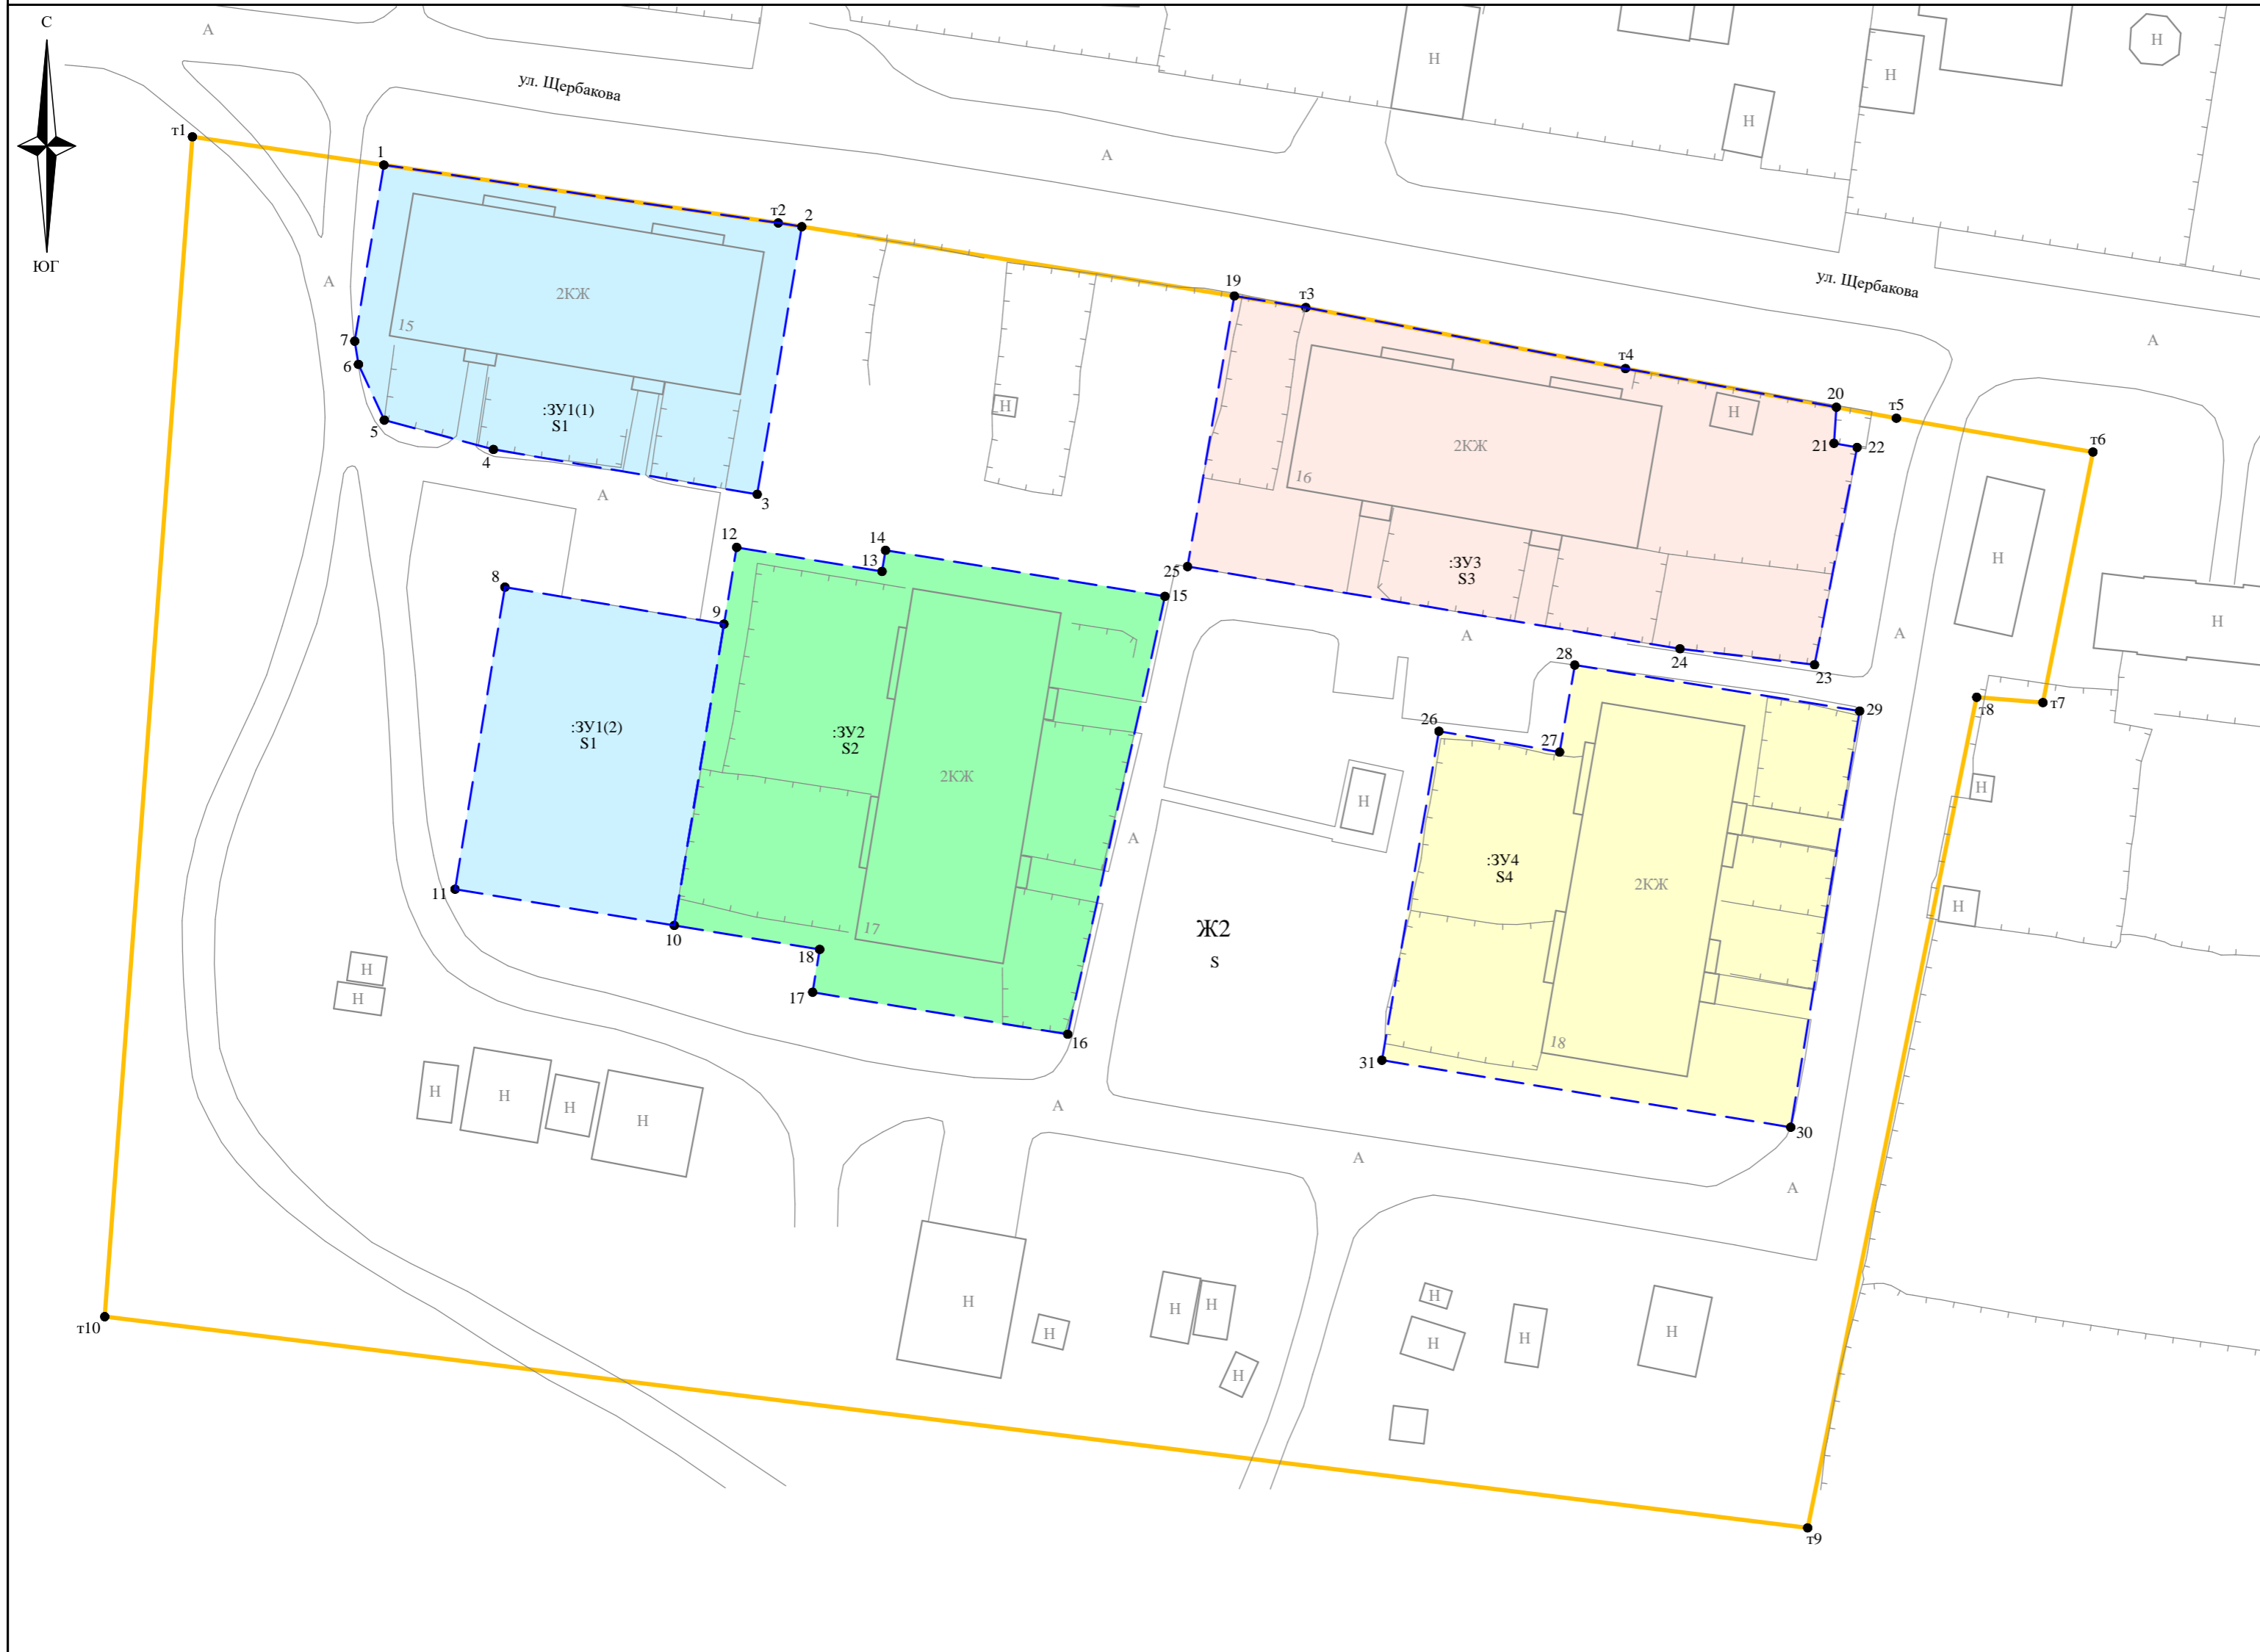 С
ЮГ
А
ул. Щербакова
Н
Н
Н
Н
т1
1
т2
2
А
А
2КЖ
15
7
6
5
4
3
:ЗУ1(1)
S1
А
19
т3
ул. Щербакова
А
т4
20
т5
т6
21
22
Н
Н
2КЖ
16
:ЗУ3
S3
25
24
23
А
А
Н
Н
12
14
13
15
8
9
:ЗУ1(2)
S1
:ЗУ2
S2
2КЖ
17
11
10
18
17
16
А
28
29
26
27
Н
:ЗУ4
S4
2КЖ
18
31
30
Ж2
S
т8
т7
Н
Н
Н
Н
Н
Н
Н
Н
А
А
А
Н
Н
Н
Н
Н
Н
Н
Н
Н
т10
т9